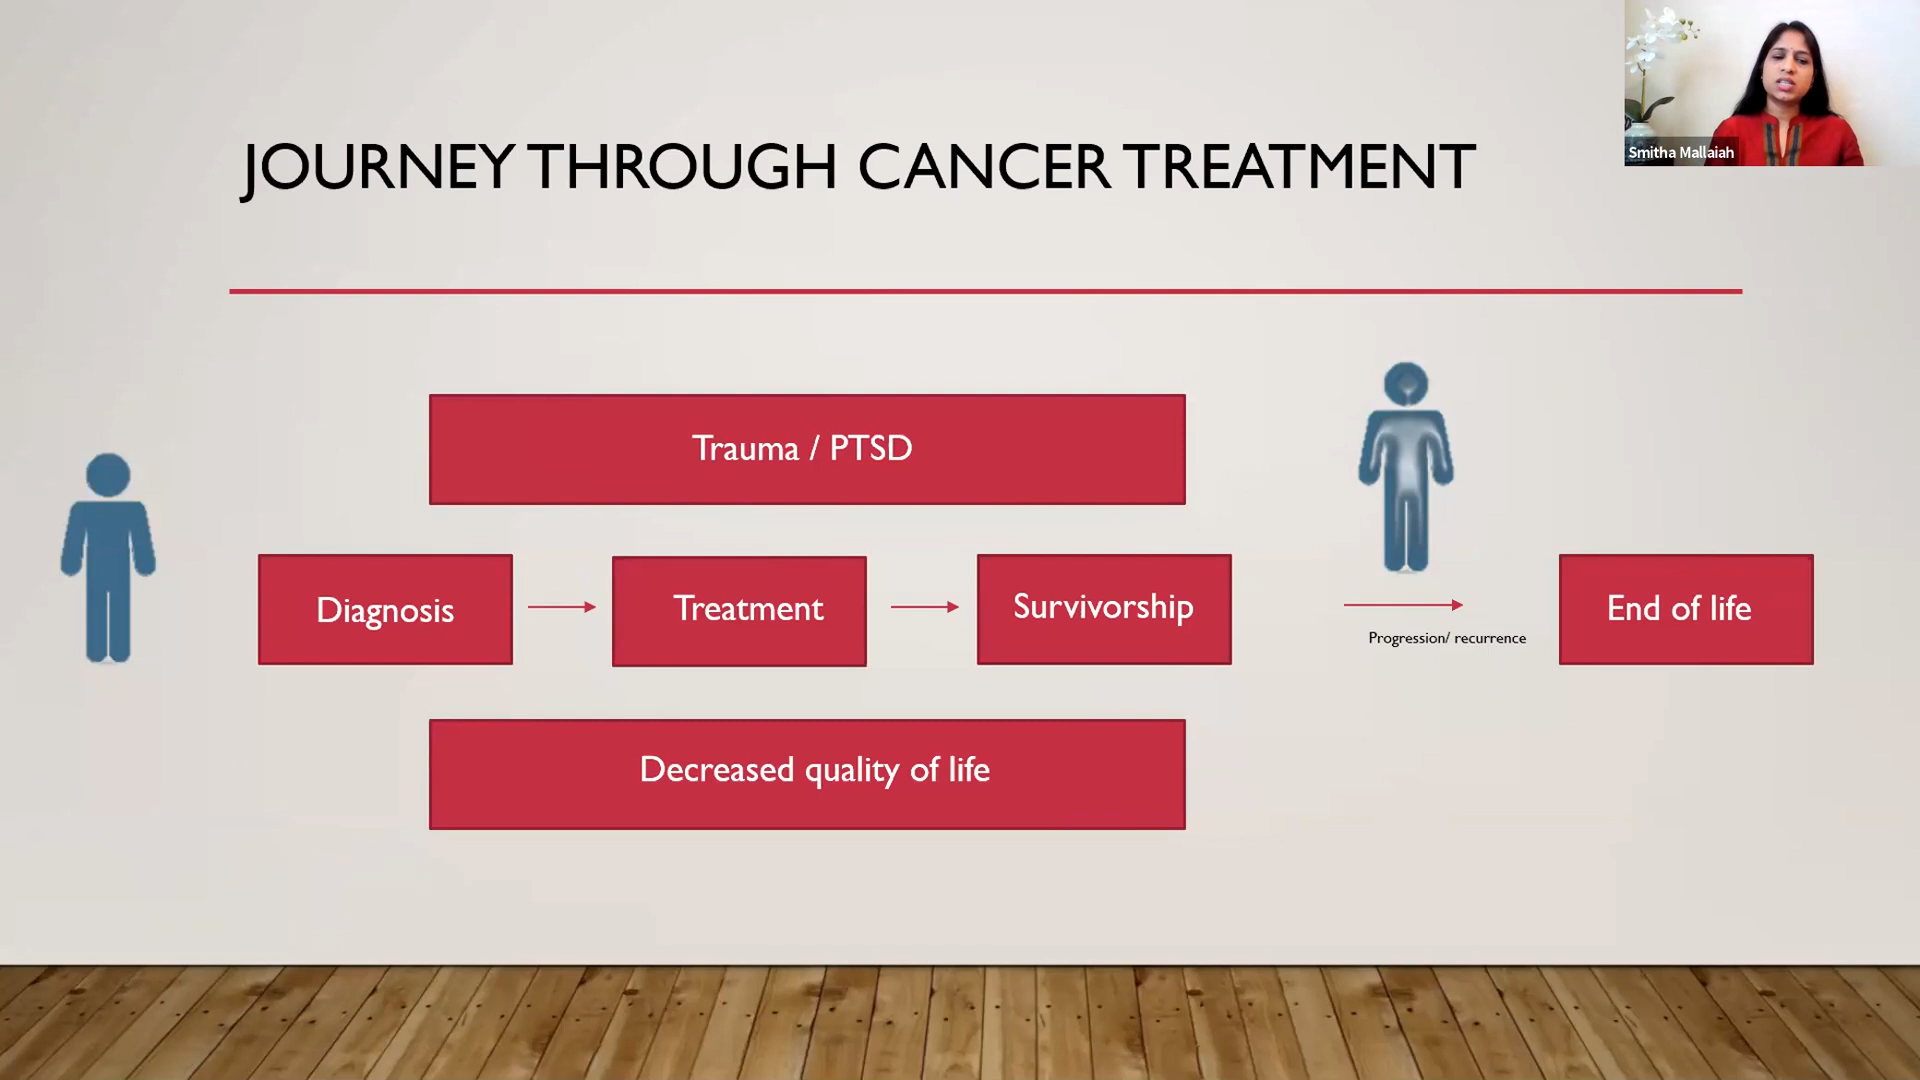 JOURNEY THROUGH CANCER TREATMENT
Smitha Mallaiah
Trauma / PTSD
Diagnosis
Treatment
Survivorship
Progression/ recurrence
End of life
Decreased quality of life